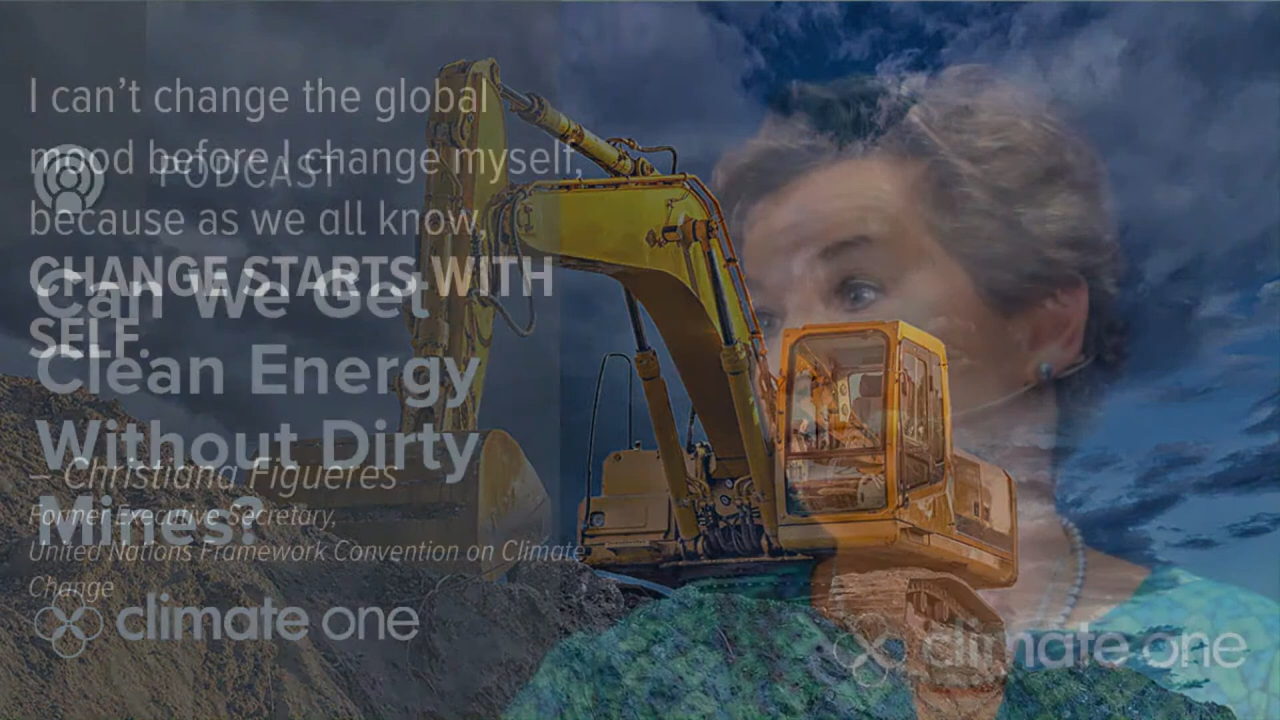 I can't change the global
mood before I change myself,
because as we all know,
CHANGE STARTS WITH
SELF.
– Christiana Figueres
Former Executive Secretary,
United Nations Framework Convention on Climate
Change
PODCAST
Can We Get
Clean Energy
Without Dirty
Mines?
climate one
climate one